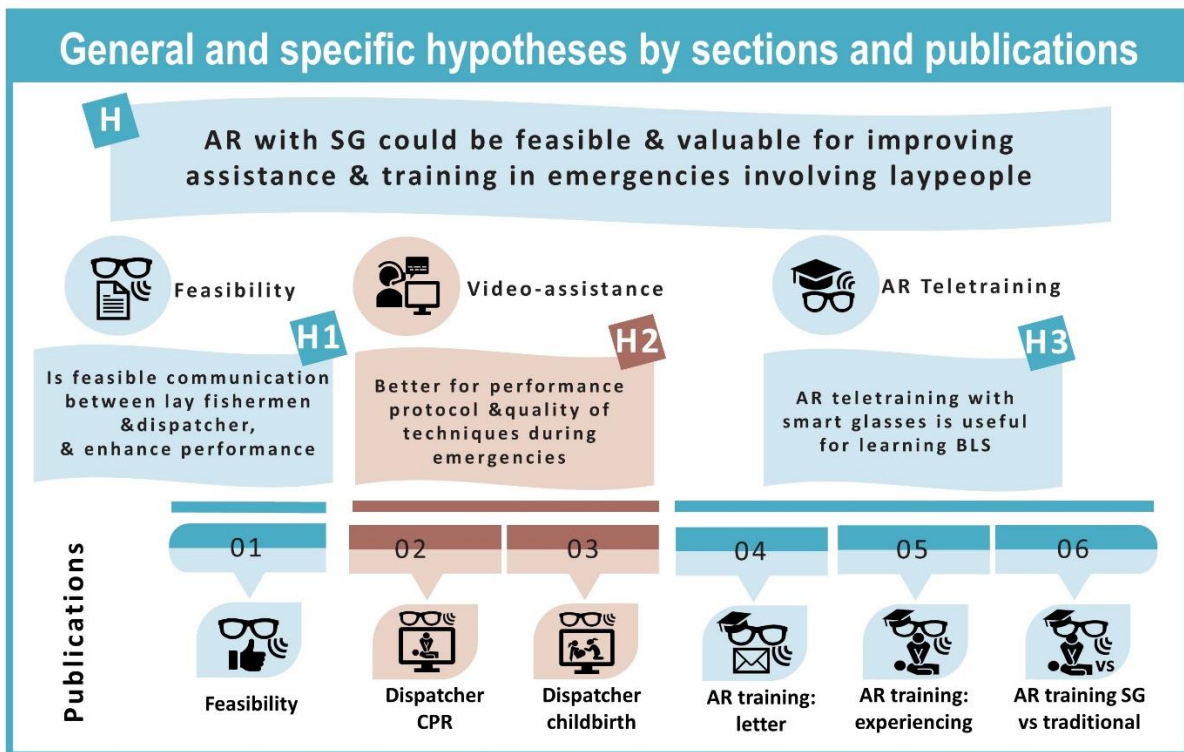 General and specific hypotheses by sections and publications
H
AR with SG could be feasible & valuable for improving
assistance & training in emergencies involving laypeople
Feasibility
Video-assistance
AR Teletraining
H1
Is feasible communication
between lay fishermen
&dispatcher,
& enhance performance
H2
Better for performance
protocol &quality of
techniques during
emergencies
H3
AR teletraining with
smart glasses is useful
for learning BLS
Publications
01
02
03
04
05
06
VS
Feasibility
Dispatcher
CPR
Dispatcher
childbirth
AR training:
letter
AR training:
experiencing
AR training SG
vs traditional